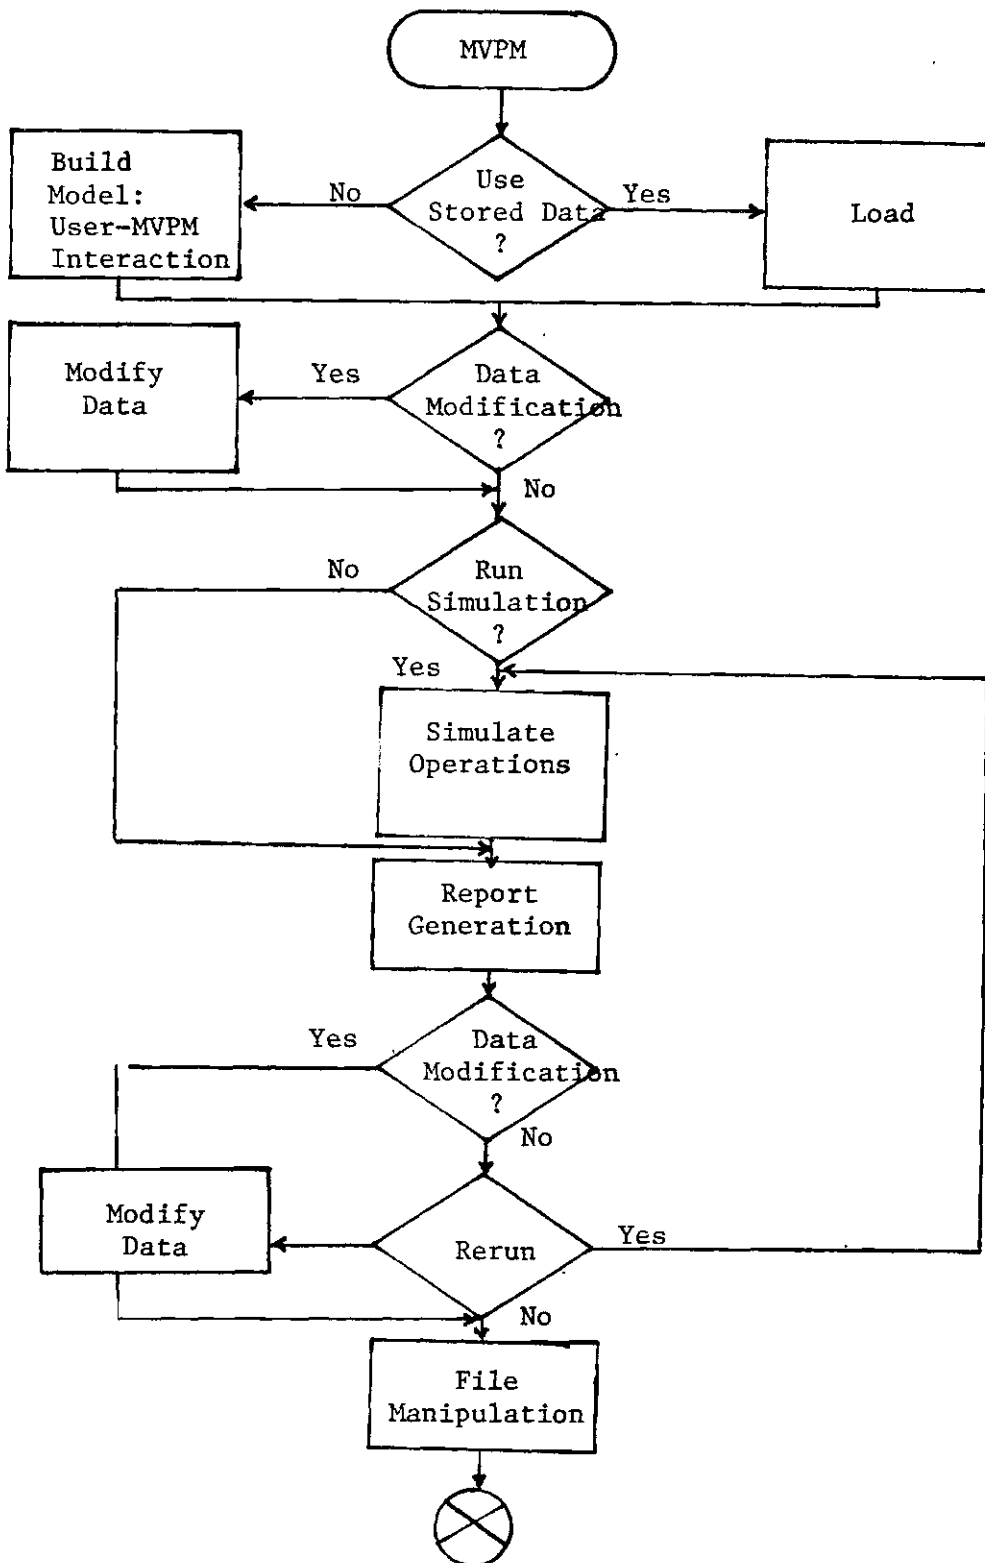 MVPM
Build
Model:
User-MVPM
Interaction
No
Use
Stored Data
?
Yes
Load
Modify
Data
Yes
Data
Modification
?
No
No
Run
Simulation
?
Yes
Simulate
Operations
Report
Generation
Yes
Data
Modification
?
No
Modify
Data
Rerun
Yes
No
File
Manipulation